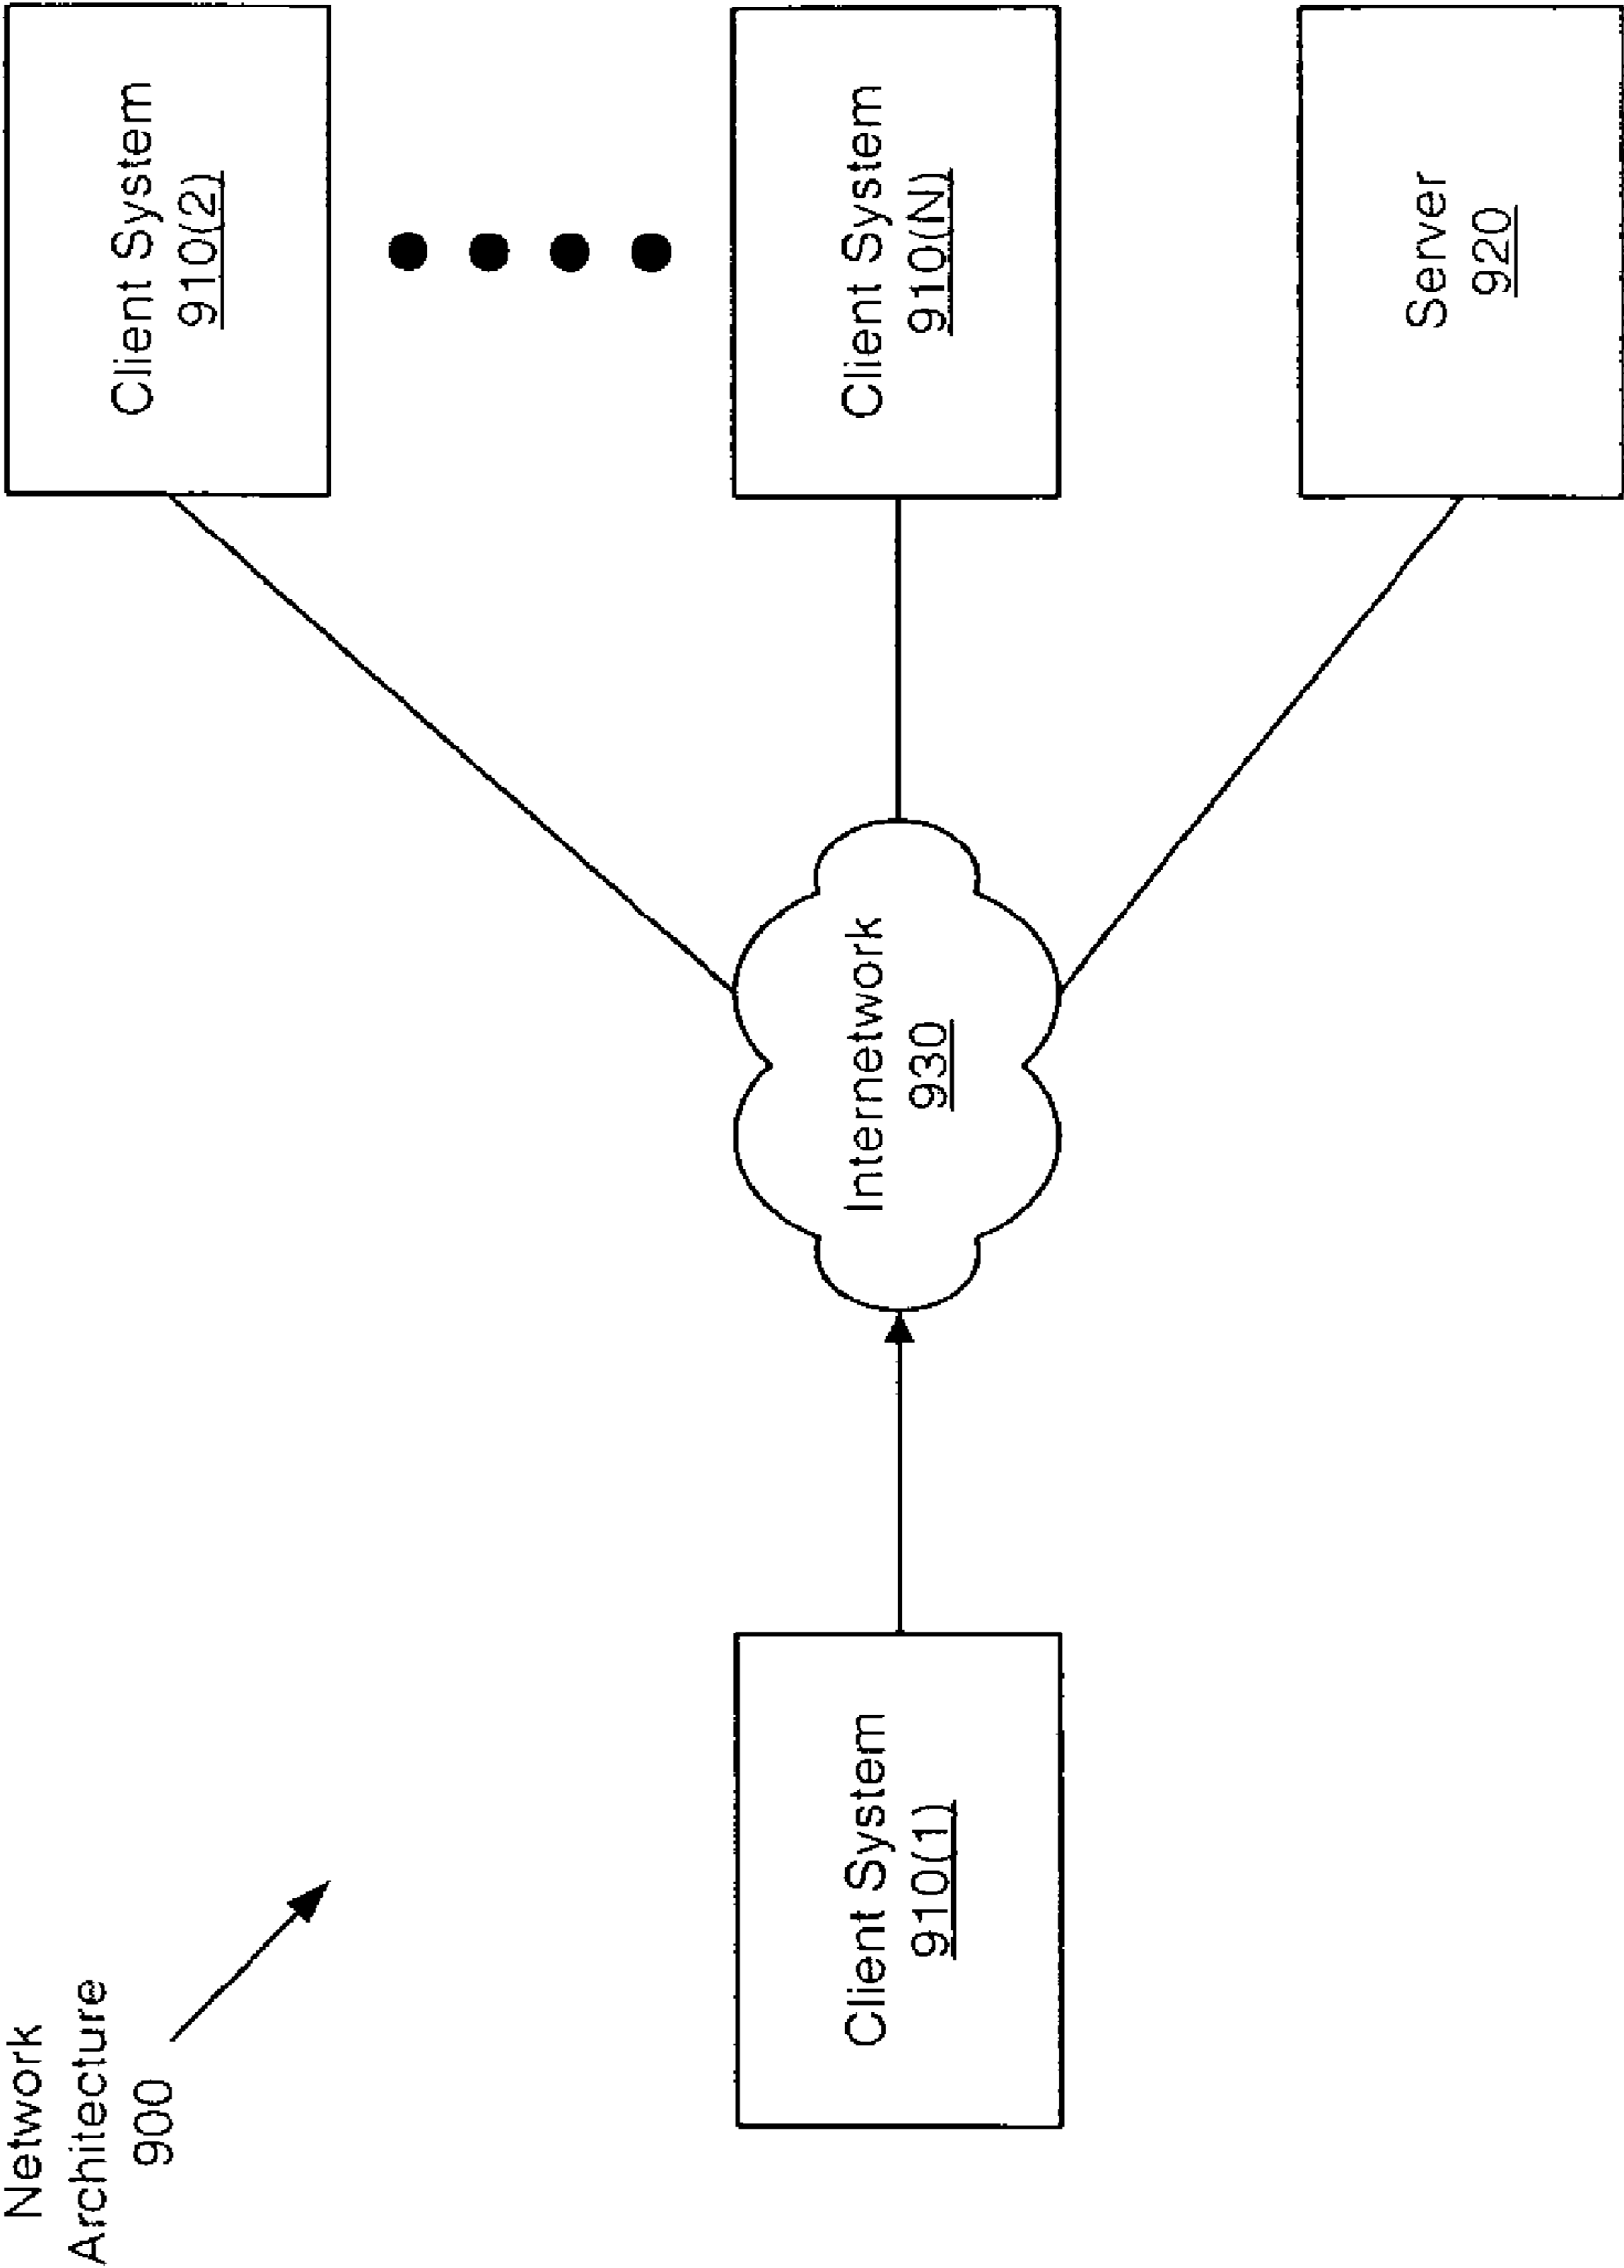 Network
Architecture
900
Client System
910(1)
Internetwork
930
Client System
910(2)
Client System
910(N)
Server
920